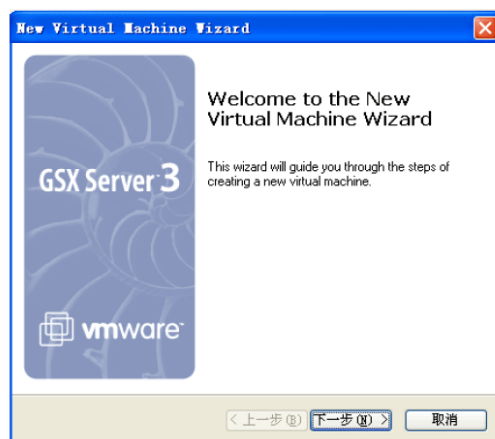 New Virtual Machine Wizard
Welcome to the New
Virtual Machine Wizard
This wizard will guide you through the steps of
creating a new virtual machine.
GSX Server 3
vmware
< 上一步(B) 下一步(N) > 取消